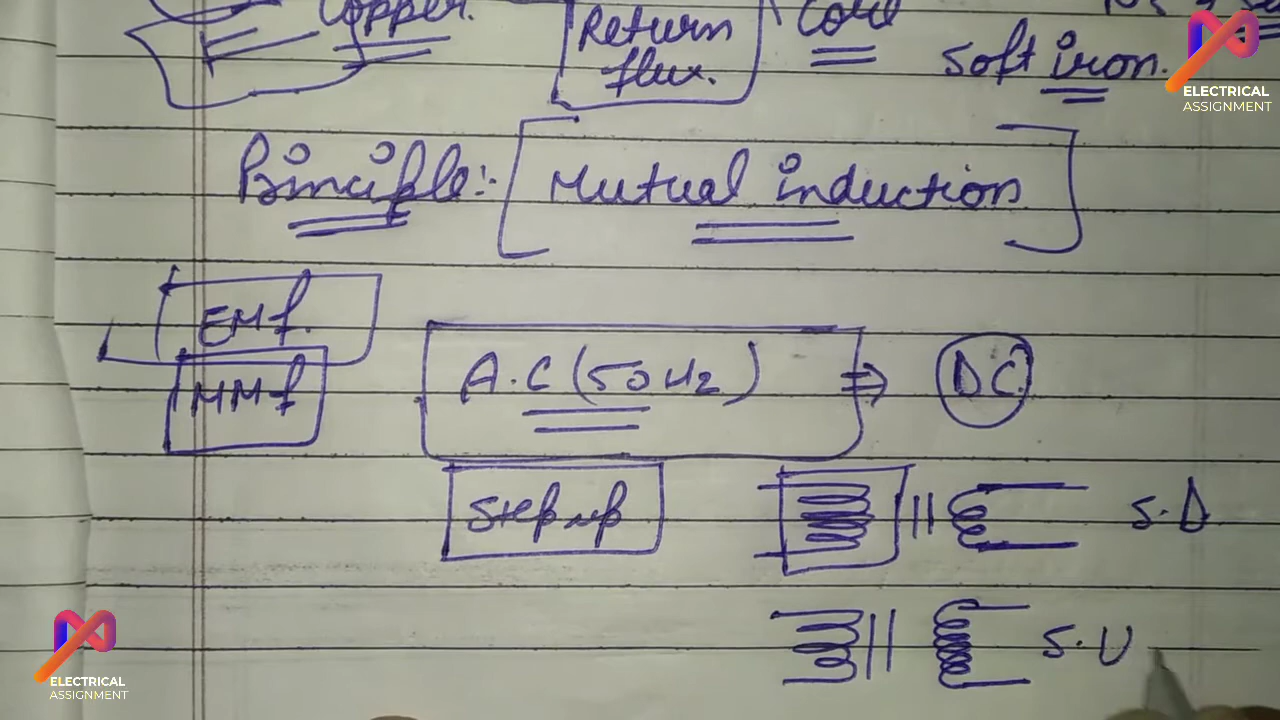 Copper.
Return flux.
Core
Soft iron.
ELECTRICAL
ASSIGNMENT
Principle:- Mutual induction
EMf.
MMf
A.C (50Hz) ⇒ DC
Step up
S.D
S.U
ELECTRICAL
ASSIGNMENT